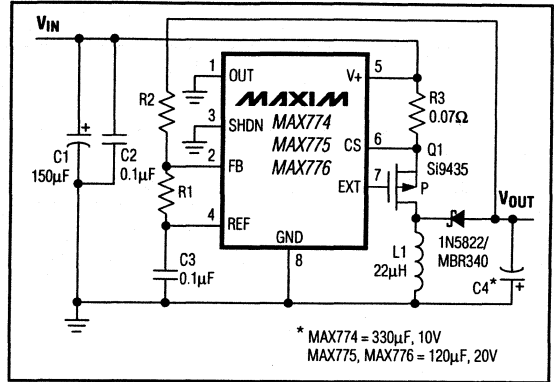 VIN
1
OUT
V+
5
R2
R3
0.07Ω
MAXIM
3
SHDN
MAX774
MAX775
MAX776
CS
6
Q1
Si9435
2
FB
EXT
7
P
C1
150µF
C2
0.1µF
R1
VOUT
4
REF
GND
8
L1
22µH
1N5822/
MBR340
C3
0.1µF
C4*
+
+
* MAX774 = 330µF, 10V
MAX775, MAX776 = 120µF, 20V